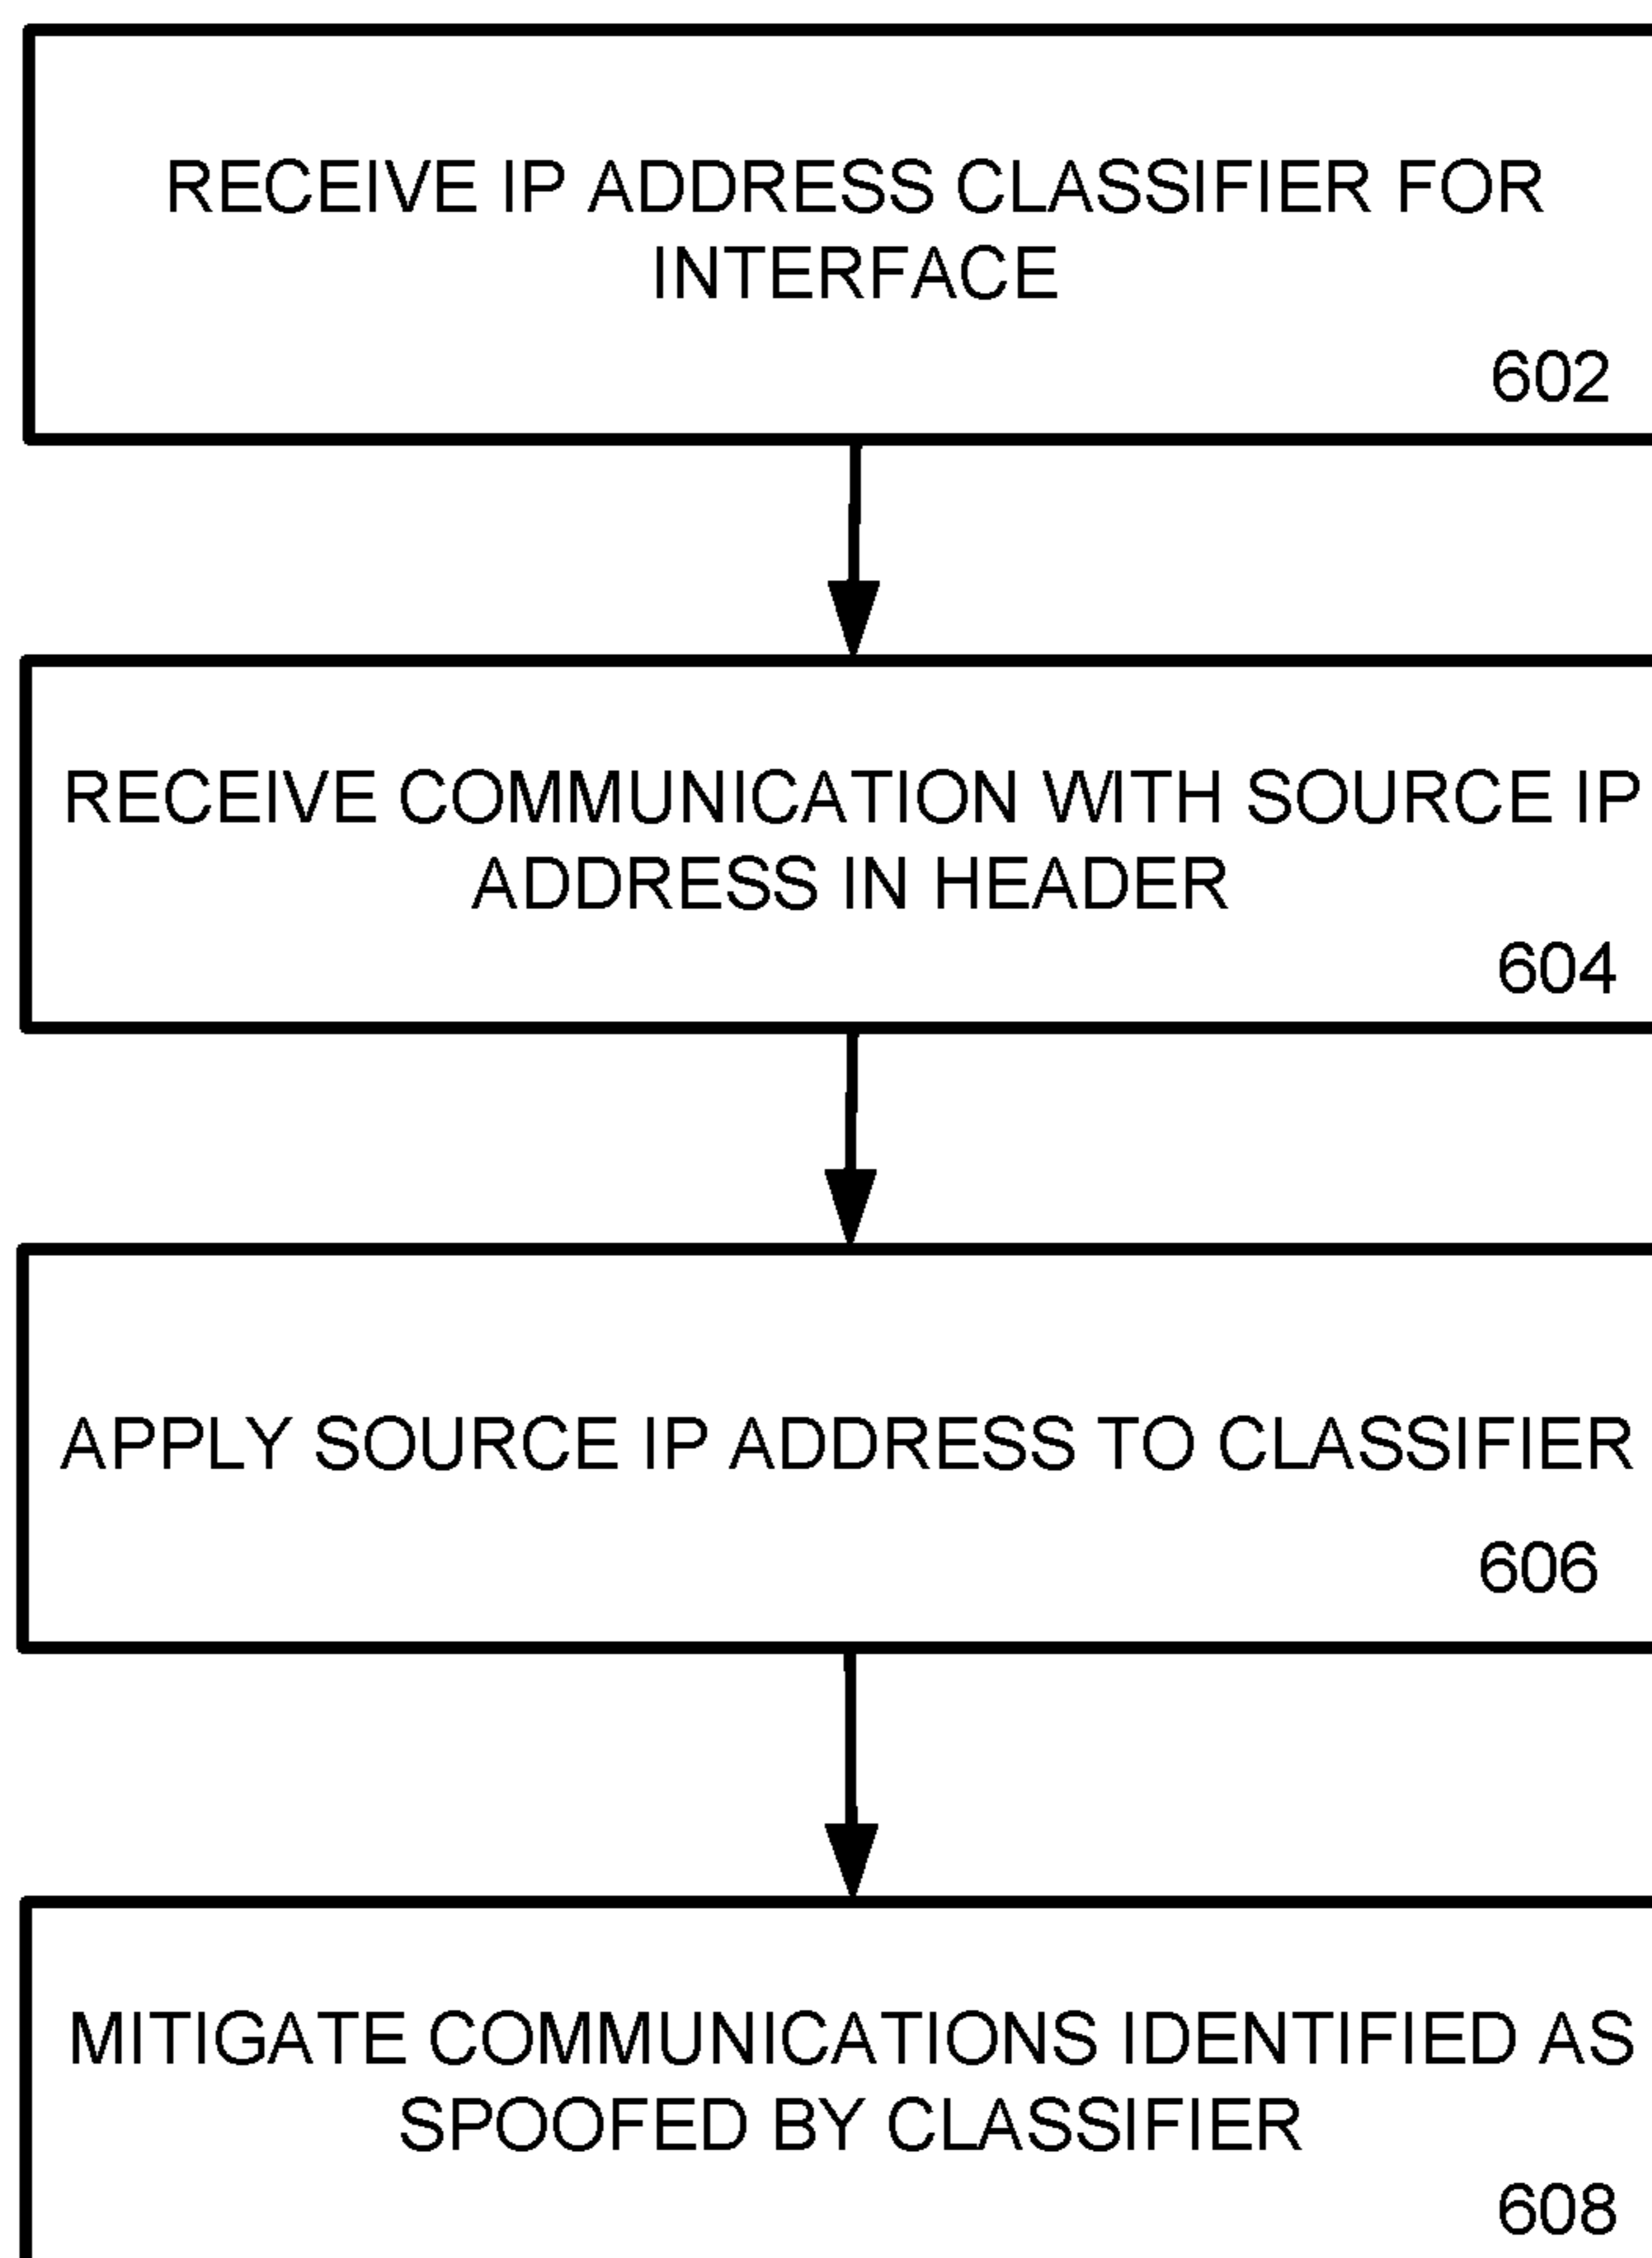 RECEIVE IP ADDRESS CLASSIFIER FOR
INTERFACE
602
RECEIVE COMMUNICATION WITH SOURCE IP
ADDRESS IN HEADER
604
APPLY SOURCE IP ADDRESS TO CLASSIFIER
606
MITIGATE COMMUNICATIONS IDENTIFIED AS
SPOOFED BY CLASSIFIER
608